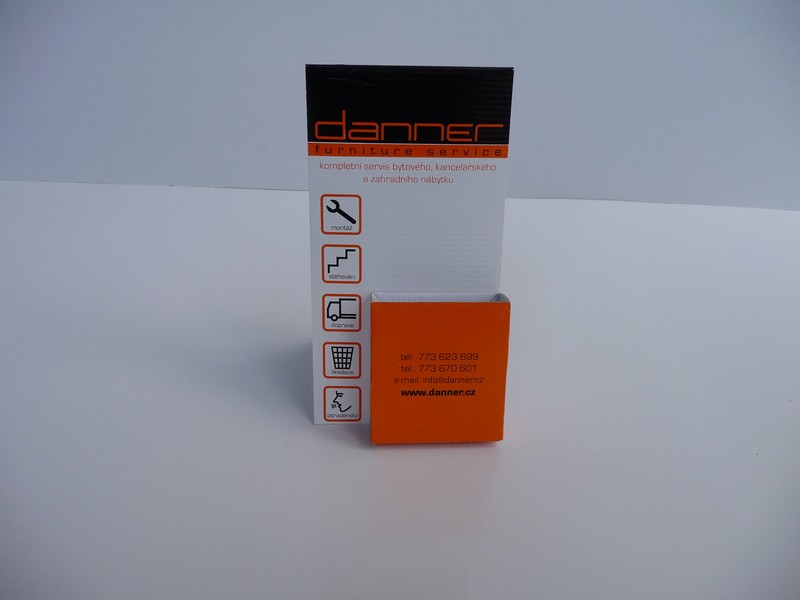 danner
furniture service
kompletní servis bytového, kancelářského
a zahradního nábytku
montáž
stěhování
doprava
likvidace
poradenství
tel.: 773 623 699
tel.: 773 670 601
e-mail: info@danner.cz
www.danner.cz